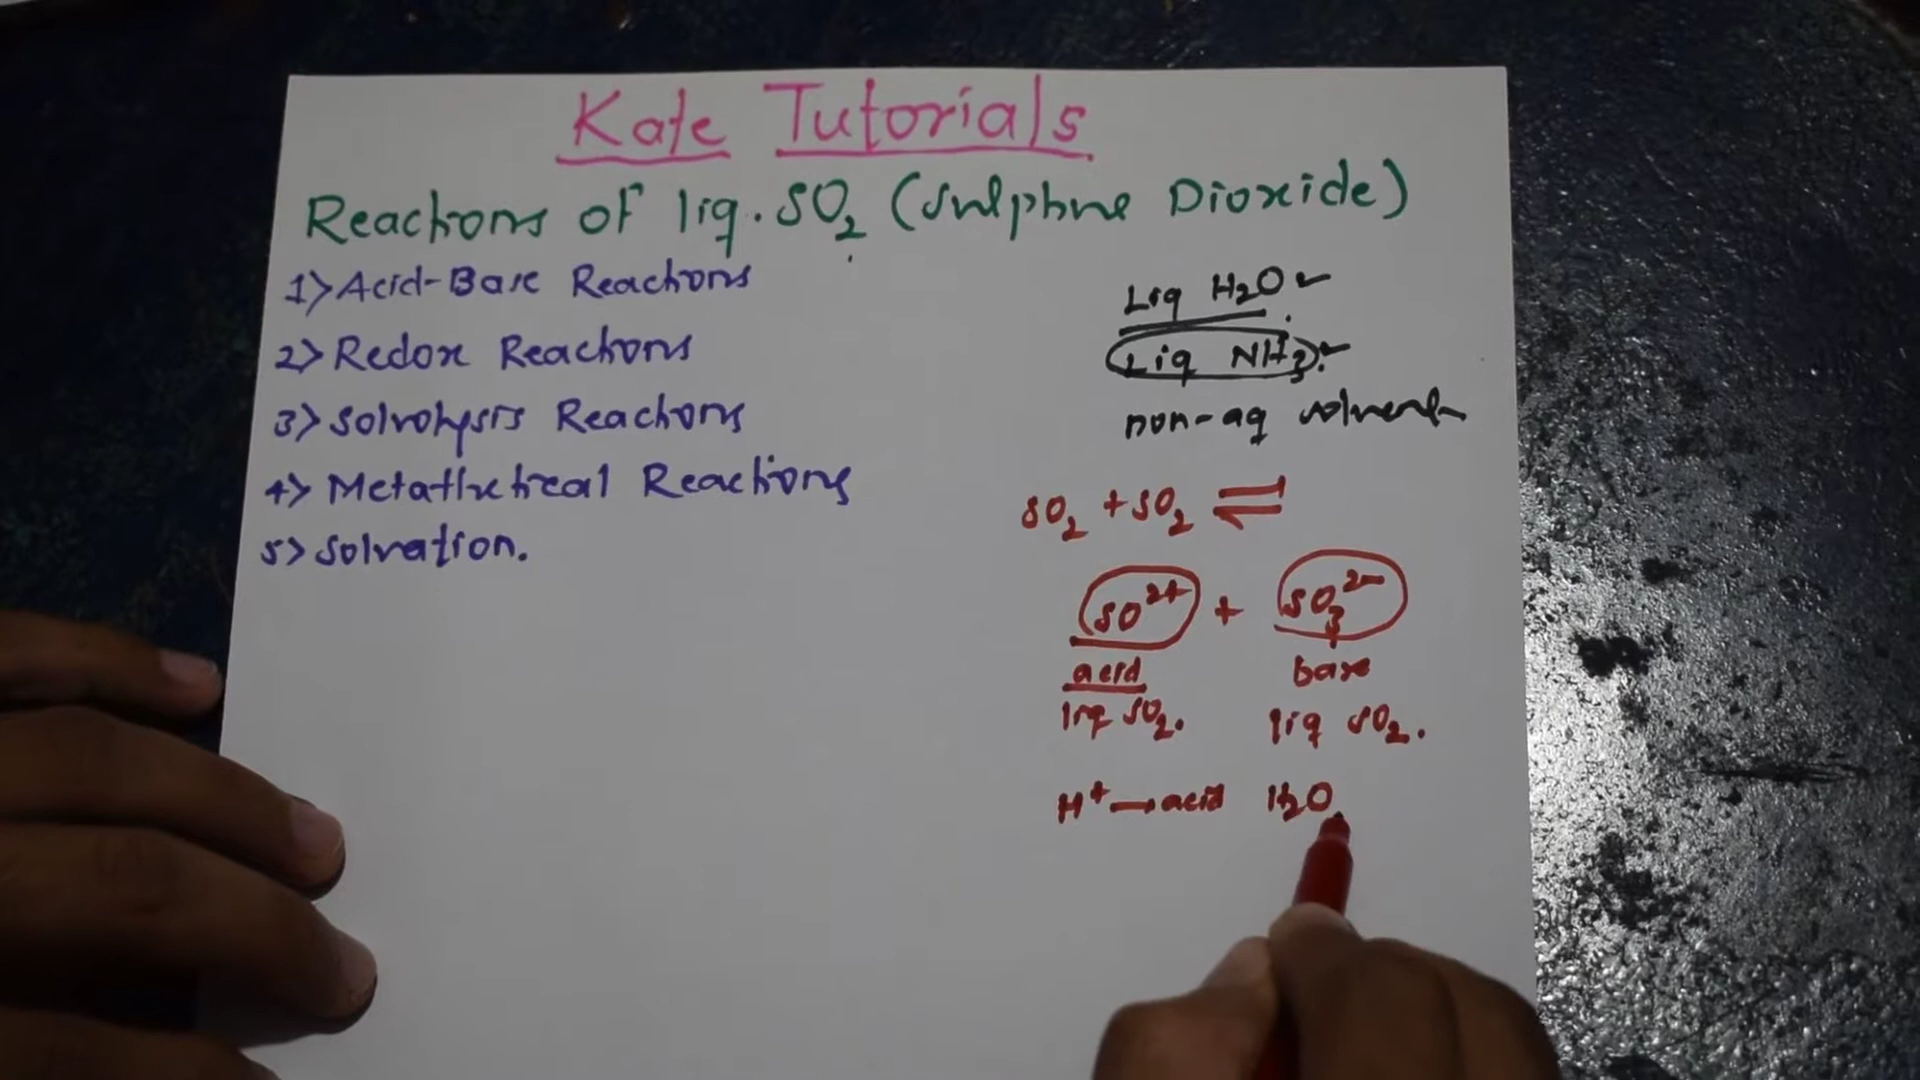 Kate Tutorials
Reactions of liq. SO₂ (Sulphur Dioxide)
1> Acid-Base Reactions
2> Redox Reactions
3> Solvolysis Reactions
4> Metathetical Reactions
5> Solvation.
Liq H₂O
Liq NH₃
non-aq solvents
SO₂ + SO₂ ⇌
SO²⁺ + SO₃²⁻
acid base
liq SO₂. liq SO₂.
H⁺ → acid H₂O